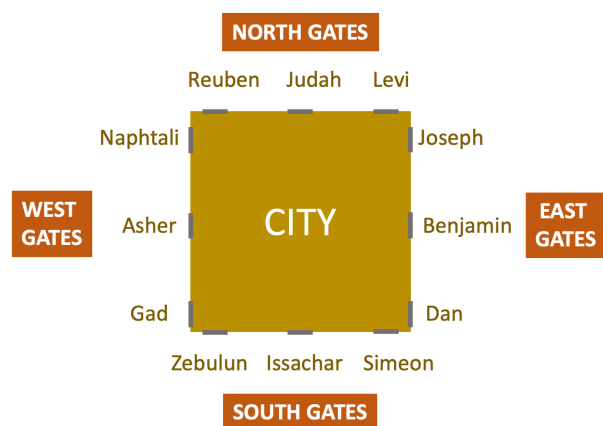 NORTH GATES
Reuben Judah Levi
Naphtali Joseph
WEST
GATES
Asher CITY Benjamin
EAST
GATES
Gad Dan
Zebulun Issachar Simeon
SOUTH GATES